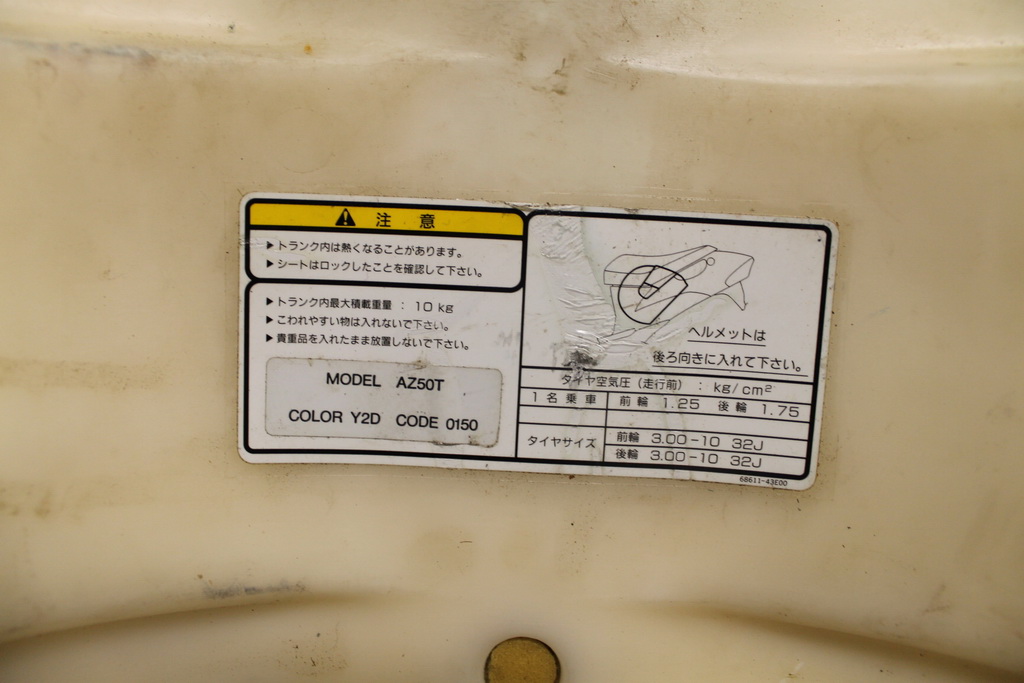 注 意
▶トランク内は熱くなることがあります。
▶シートはロックしたことを確認して下さい。
▶トランク内最大積載重量 : 10 kg
▶こわれやすい物は入れないで下さい。
▶貴重品を入れたまま放置しないで下さい。
MODEL AZ50T
COLOR Y2D CODE 0150
ヘルメットは
後ろ向きに入れて下さい。
タイヤ空気圧(走行前) : kg/cm²
1名乗車 前輪 1.25 後輪 1.75
タイヤサイズ 前輪 3.00-10 32J
後輪 3.00-10 32J
68611-43E00